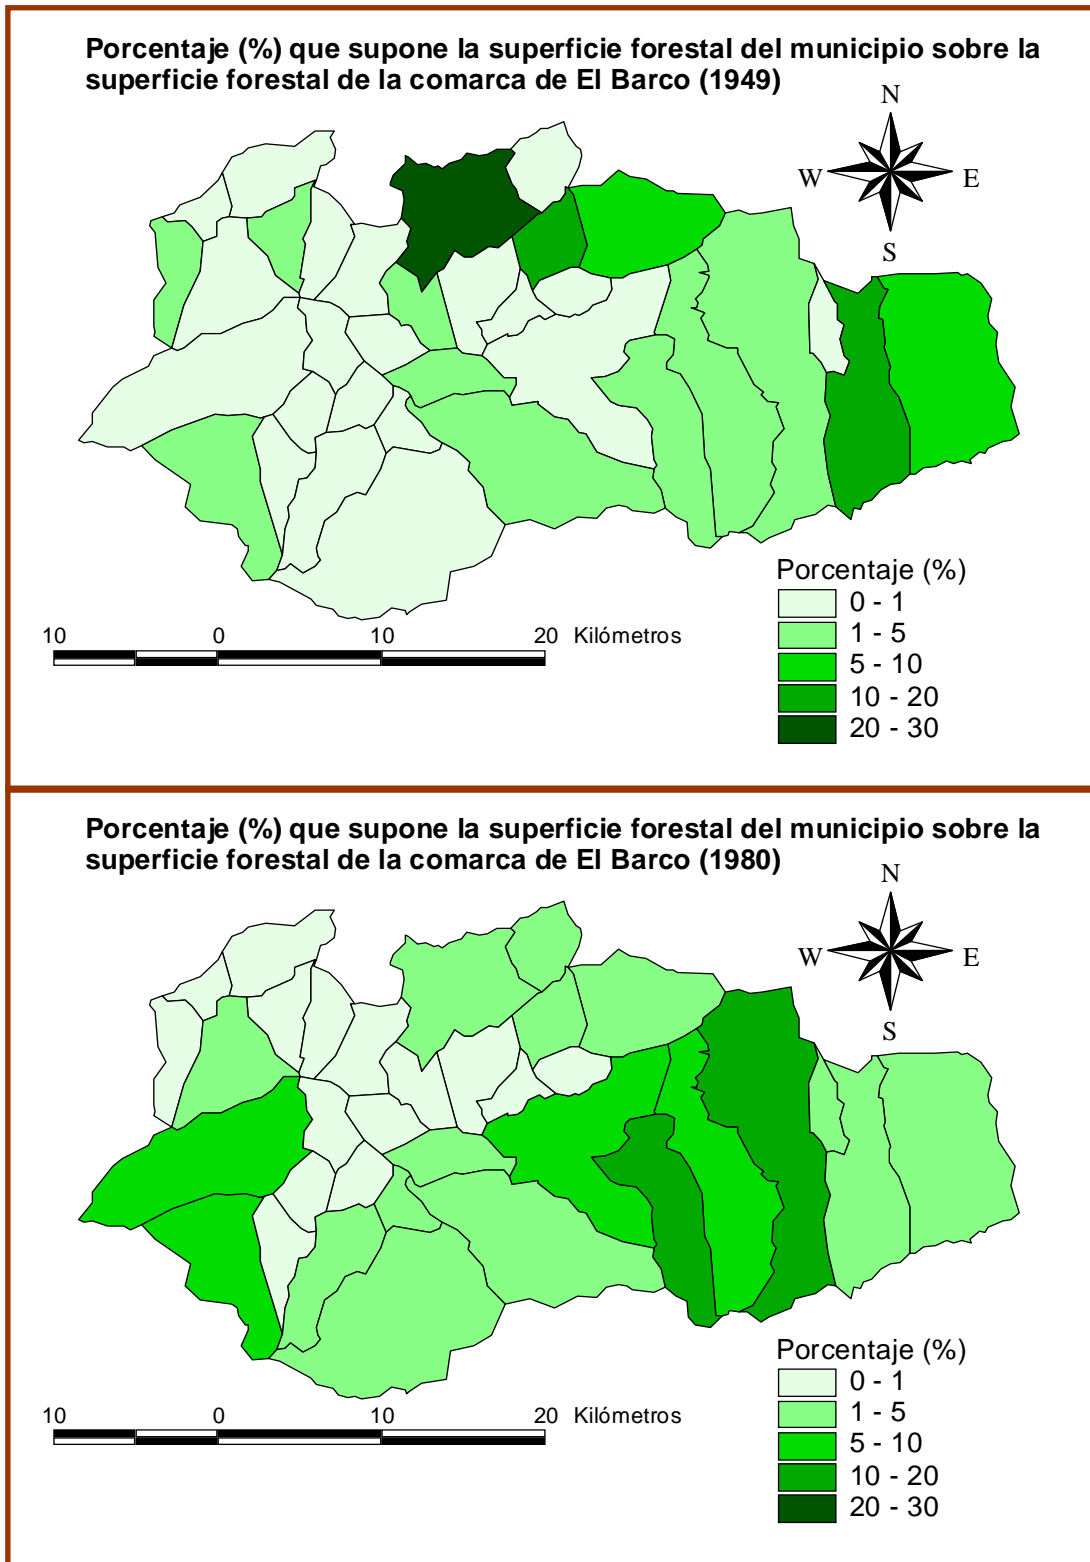 Porcentaje (%) que supone la superficie forestal del municipio sobre la
superficie forestal de la comarca de El Barco (1949)
N
W E
S
Porcentaje (%)
0 - 1
1 - 5
5 - 10
10 - 20
20 - 30
10 0 10 20 Kilómetros
Porcentaje (%) que supone la superficie forestal del municipio sobre la
superficie forestal de la comarca de El Barco (1980)
N
W E
S
Porcentaje (%)
0 - 1
1 - 5
5 - 10
10 - 20
20 - 30
10 0 10 20 Kilómetros